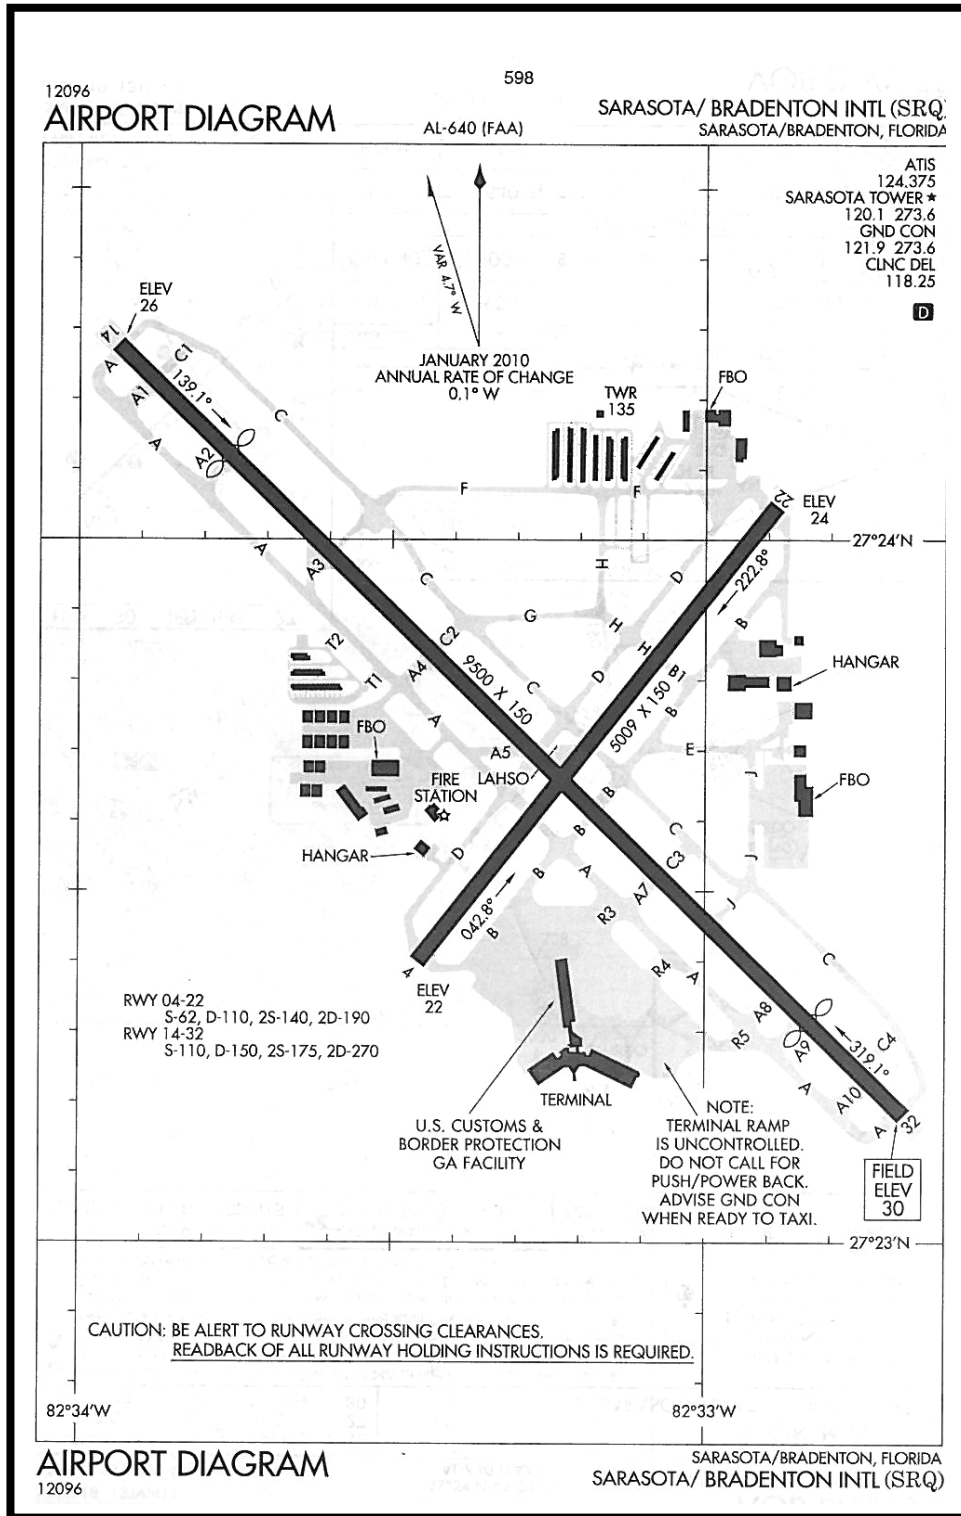 598
12096
AIRPORT DIAGRAM
AL-640 (FAA)
SARASOTA/ BRADENTON INTL (SRQ)
SARASOTA/BRADENTON, FLORIDA
ATIS
124.375
SARASOTA TOWER ★
120.1 273.6
GND CON
121.9 273.6
CLNC DEL
118.25
D
VAR 4.7° W
JANUARY 2010
ANNUAL RATE OF CHANGE
0.1° W
ELEV
26
14
A
A1
C1
139.1°
A
A2
C
TWR
135
FBO
F
F
22
ELEV
24
27°24'N
A
A3
C
H
D
222.8°
G
H
B
T2
C2
H
HANGAR
T1
A4
9500 X 150
C
D
B1
5009 X 150
B
A
FBO
A5
E
LAHSO
J
FBO
FIRE
STATION
B
B
C
HANGAR
D
C3
J
B
A
A7
042.8°
R3
J
B
C
4
ELEV
22
R4
A
RWY 04-22
S-62, D-110, 2S-140, 2D-190
RWY 14-32
S-110, D-150, 2S-175, 2D-270
A8
R5
A9
C4
319.1°
A
A10
A
32
TERMINAL
U.S. CUSTOMS &
BORDER PROTECTION
GA FACILITY
NOTE:
TERMINAL RAMP
IS UNCONTROLLED.
DO NOT CALL FOR
PUSH/POWER BACK.
ADVISE GND CON
WHEN READY TO TAXI.
FIELD
ELEV
30
27°23'N
CAUTION: BE ALERT TO RUNWAY CROSSING CLEARANCES.
READBACK OF ALL RUNWAY HOLDING INSTRUCTIONS IS REQUIRED.
82°34'W
82°33'W
AIRPORT DIAGRAM
12096
SARASOTA/BRADENTON, FLORIDA
SARASOTA/ BRADENTON INTL (SRQ)